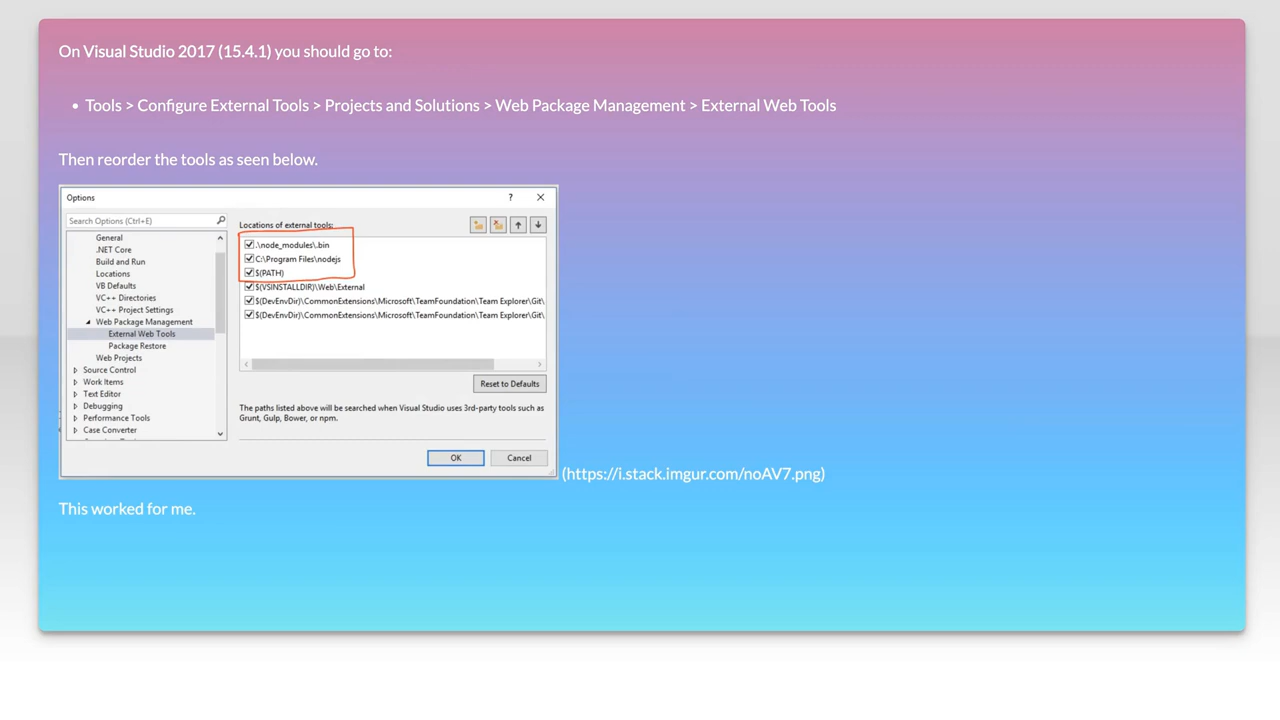 On Visual Studio 2017 (15.4.1) you should go to:
• Tools > Configure External Tools > Projects and Solutions > Web Package Management > External Web Tools
Then reorder the tools as seen below.
Options
Search Options (Ctrl+E)
General
.NET Core
Build and Run
Locations
VB Defaults
VC++ Directories
VC++ Project Settings
Web Package Management
External Web Tools
Package Restore
Web Projects
Source Control
Work Items
Text Editor
Debugging
Performance Tools
Case Converter
Locations of external tools:
.\node_modules\.bin
C:\Program Files\nodejs
$(PATH)
$(VSINSTALLDIR)\Web\External
$(DevEnvDir)\CommonExtensions\Microsoft\TeamFoundation\Team Explorer\Git\
$(DevEnvDir)\CommonExtensions\Microsoft\TeamFoundation\Team Explorer\Git\
Reset to Defaults
The paths listed above will be searched when Visual Studio uses 3rd-party tools such as
Grunt, Gulp, Bower, or npm.
OK
Cancel
(https://i.stack.imgur.com/noAV7.png)
This worked for me.